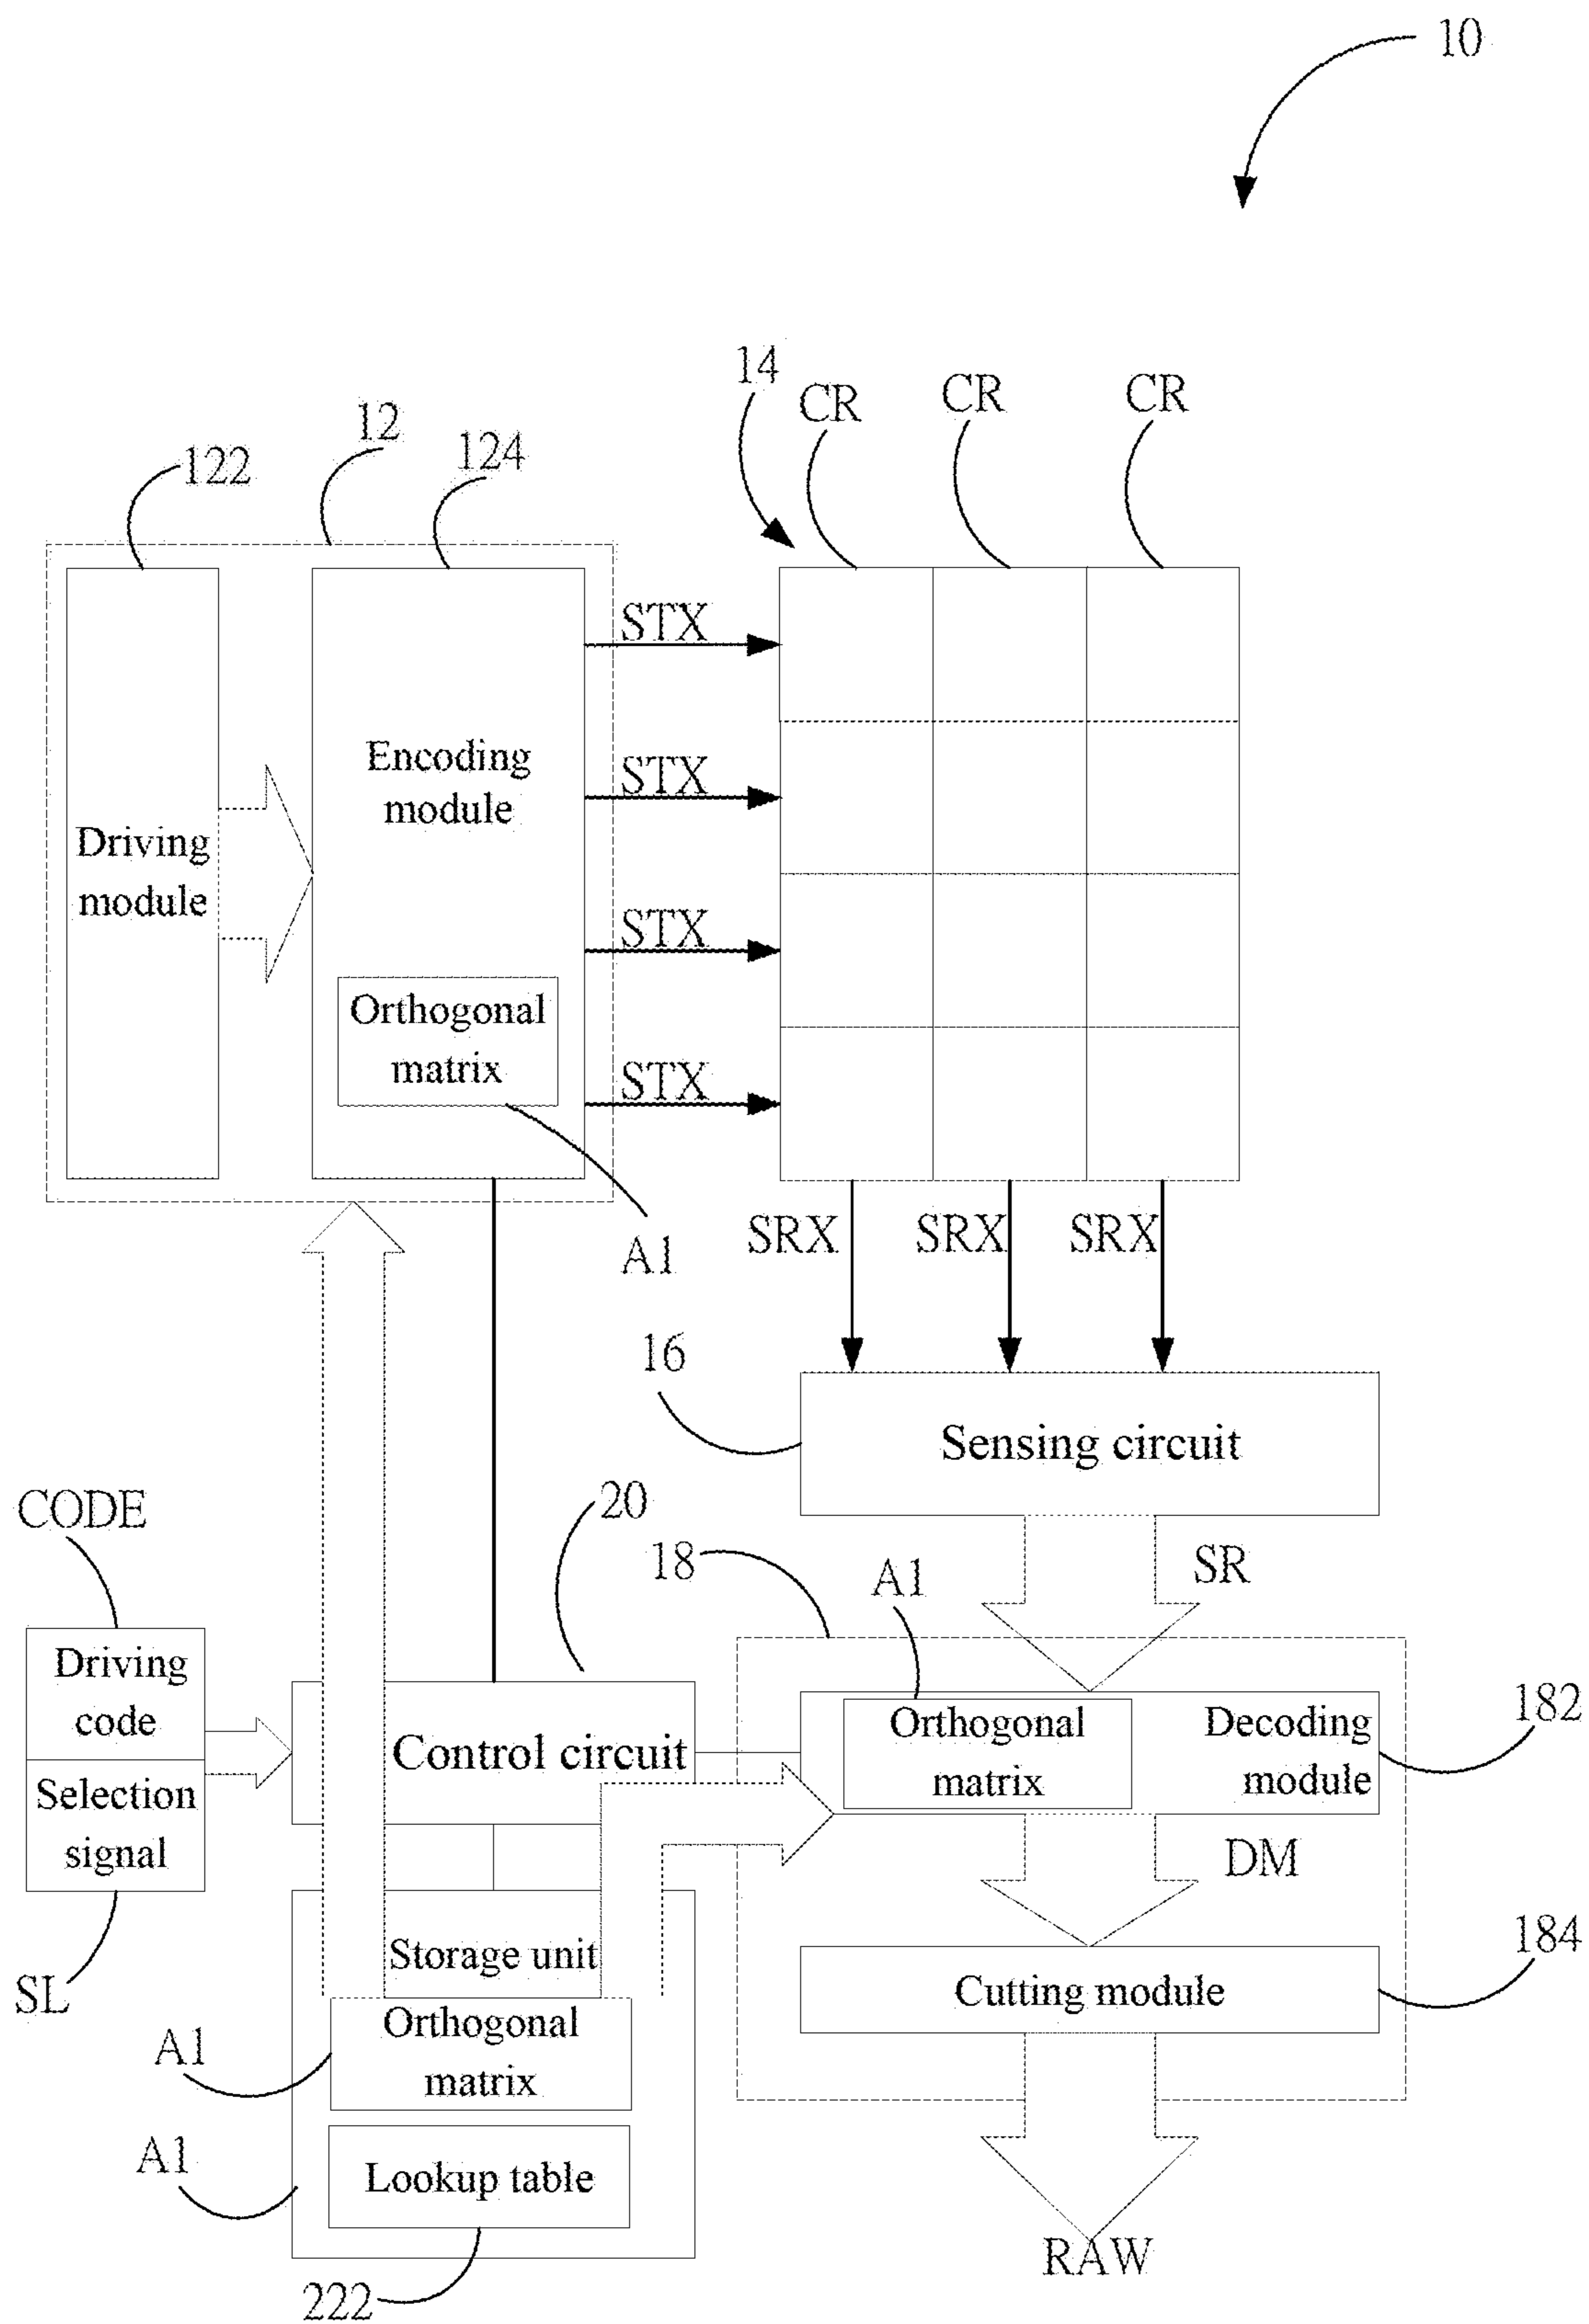 10
14
CR
CR
CR
12
122
124
STX
STX
STX
STX
Encoding
module
Driving
module
Orthogonal
matrix
A1
SRX
SRX
SRX
16
Sensing circuit
CODE
20
18
A1
SR
Driving
code
Selection
signal
SL
Control circuit
Orthogonal
matrix
Decoding
module
182
DM
Storage unit
Orthogonal
matrix
A1
Cutting module
184
A1
Lookup table
222
RAW